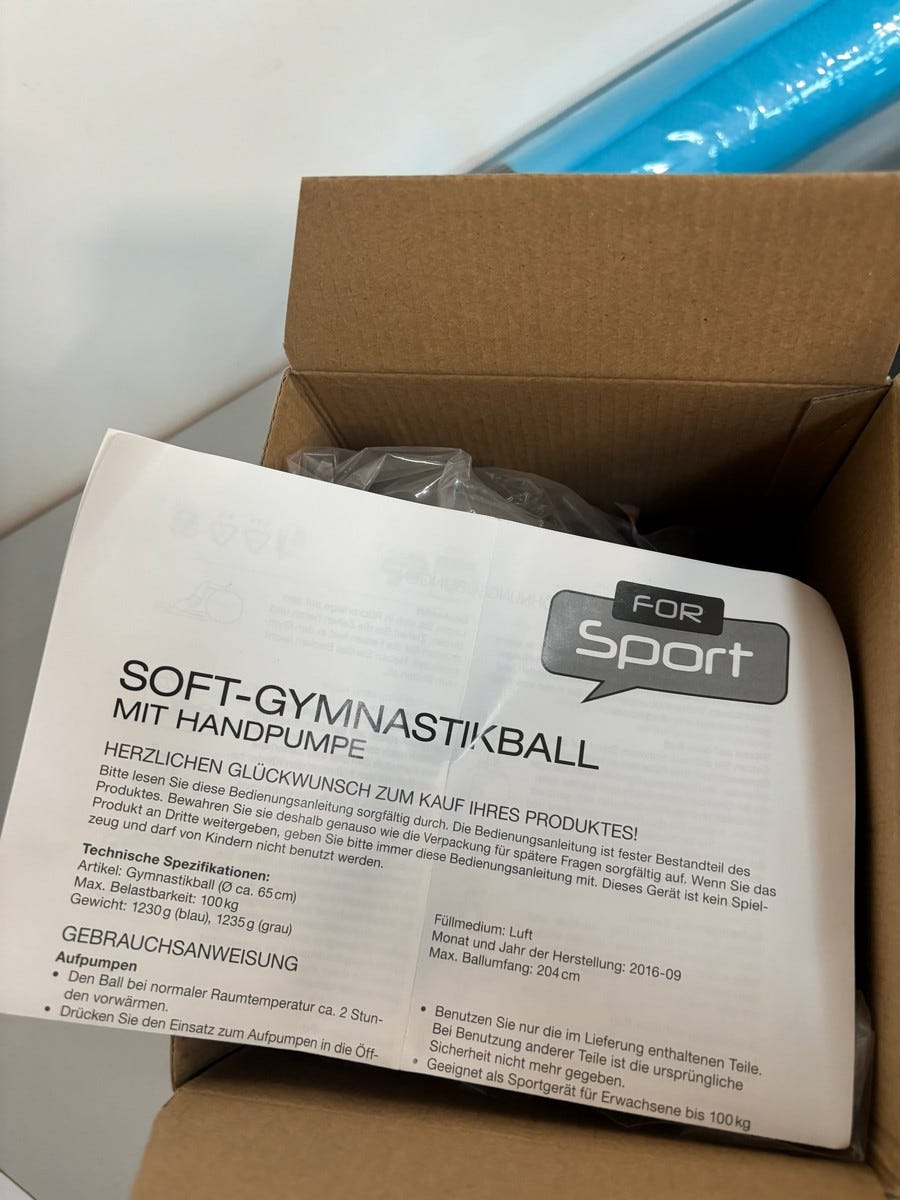 FOR
Sport
SOFT-GYMNASTIKBALL
MIT HANDPUMPE
HERZLICHEN GLÜCKWUNSCH ZUM KAUF IHRES PRODUKTES!
Bitte lesen Sie diese Bedienungsanleitung sorgfältig durch. Die Bedienungsanleitung ist fester Bestandteil des
Produktes. Bewahren Sie sie deshalb genauso wie die Verpackung für spätere Fragen sorgfältig auf. Wenn Sie das
Produkt an Dritte weitergeben, geben Sie bitte immer diese Bedienungsanleitung mit. Dieses Gerät ist kein Spiel-
zeug und darf von Kindern nicht benutzt werden.
Technische Spezifikationen:
Artikel: Gymnastikball (Ø ca. 65 cm)
Max. Belastbarkeit: 100 kg
Gewicht: 1230 g (blau), 1235 g (grau)
Füllmedium: Luft
Monat und Jahr der Herstellung: 2016-09
Max. Ballumfang: 204 cm
GEBRAUCHSANWEISUNG
Aufpumpen
• Den Ball bei normaler Raumtemperatur ca. 2 Stun-
den vorwärmen.
• Drücken Sie den Einsatz zum Aufpumpen in die Öff-
• Benutzen Sie nur die im Lieferung enthaltenen Teile.
Bei Benutzung anderer Teile ist die ursprüngliche
Sicherheit nicht mehr gegeben.
• Geeignet als Sportgerät für Erwachsene bis 100 kg